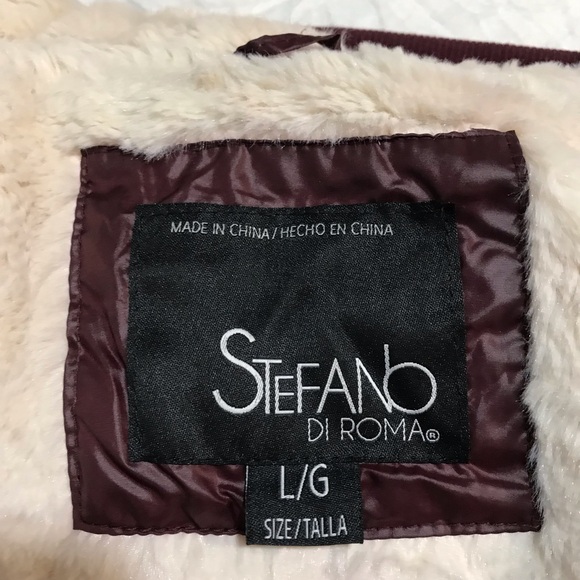 MADE IN CHINA/HECHO EN CHINA
STEFANO
DI ROMA®
L/G
SIZE/TALLA